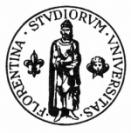 FLORENTINA · STVDIORVM · VNIVERSITAS ·